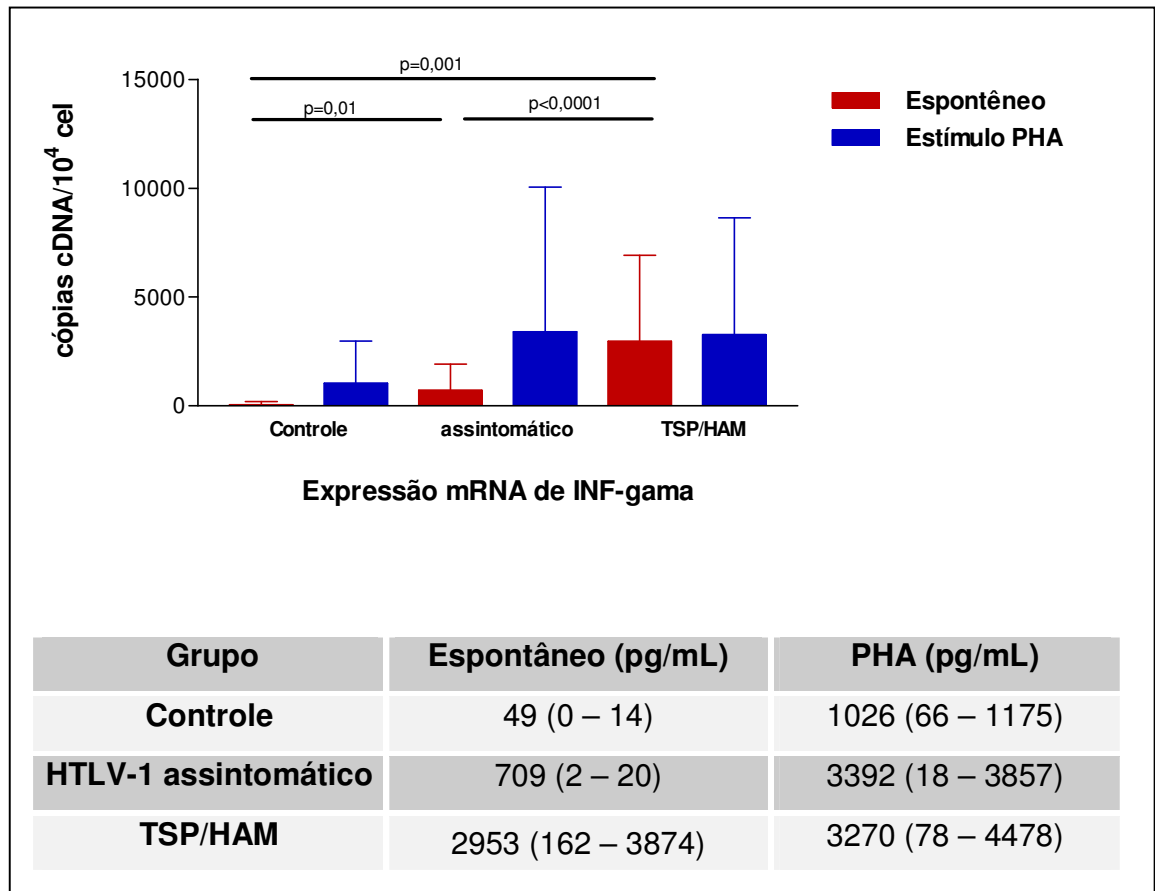 15000
10000
5000
0
cópias cDNA/10⁴ cel
p=0,001
p=0,01
p<0,0001
Espontêneo
Estímulo PHA
Controle
assintomático
TSP/HAM
Expressão mRNA de INF-gama
Grupo Espontâneo (pg/mL) PHA (pg/mL)
Controle 49 (0 – 14) 1026 (66 – 1175)
HTLV-1 assintomático 709 (2 – 20) 3392 (18 – 3857)
TSP/HAM 2953 (162 – 3874) 3270 (78 – 4478)